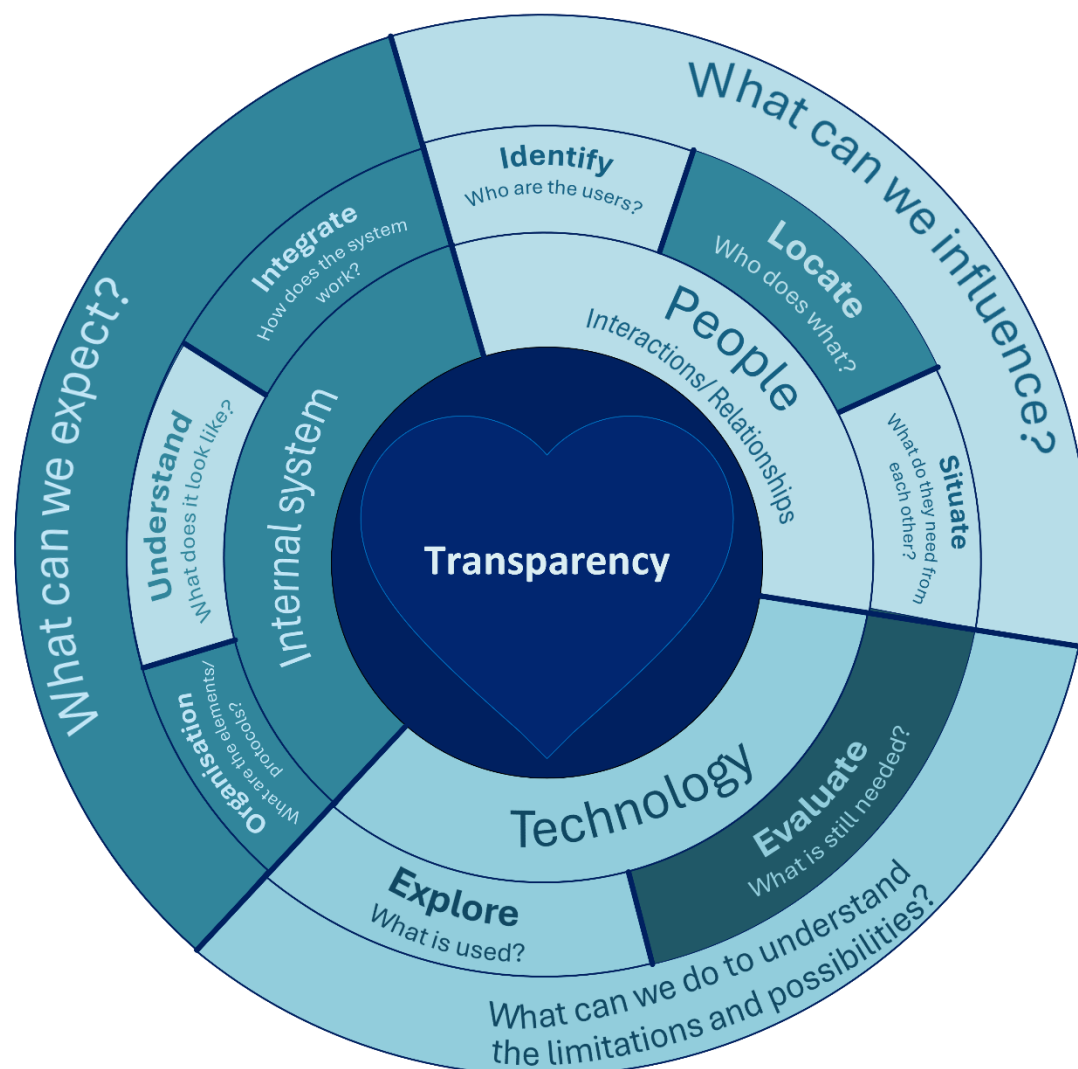 What can we influence?
Identify
Who are the users?
Locate
Who does what?
Situate
What do they need from
each other?
People
Interactions/ Relationships
What can we expect?
Integrate
How does the system
work?
Understand
What does it look like?
Organisation
What are the elements/
protocols?
Internal system
Transparency
Technology
Explore
What is used?
Evaluate
What is still needed?
What can we do to understand
the limitations and possibilities?